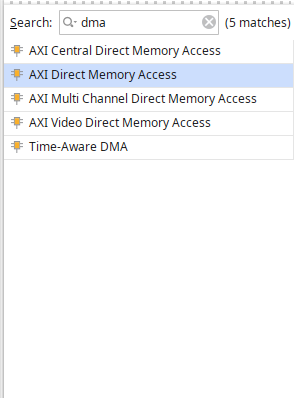 Search: dma (5 matches)
AXI Central Direct Memory Access
AXI Direct Memory Access
AXI Multi Channel Direct Memory Access
AXI Video Direct Memory Access
Time-Aware DMA